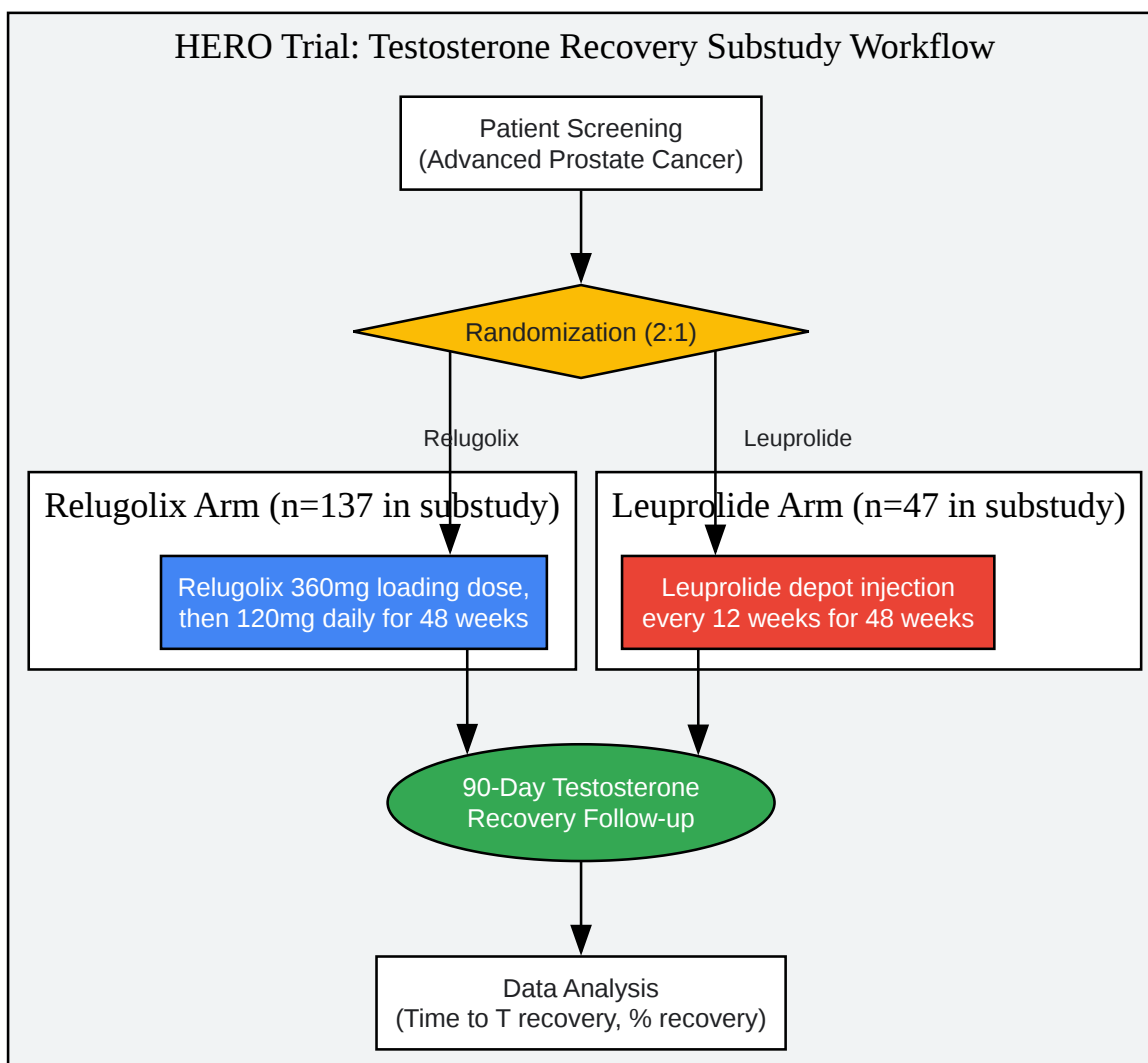 HERO Trial: Testosterone Recovery Substudy Workflow
Patient Screening
(Advanced Prostate Cancer)
Randomization (2:1)
Relugolix
Leuprolide
Relugolix Arm (n=137 in substudy)
Leuprolide Arm (n=47 in substudy)
Relugolix 360mg loading dose,
then 120mg daily for 48 weeks
Leuprolide depot injection
every 12 weeks for 48 weeks
90-Day Testosterone
Recovery Follow-up
Data Analysis
(Time to T recovery, % recovery)